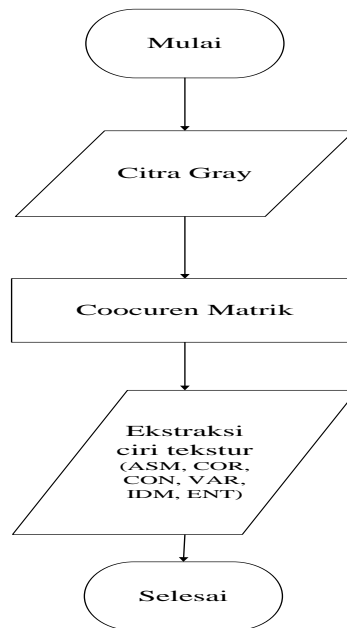 Mulai
Citra Gray
Coocuren Matrik
Ekstraksi
ciri tekstur
(ASM, COR,
CON, VAR,
IDM, ENT)
Selesai